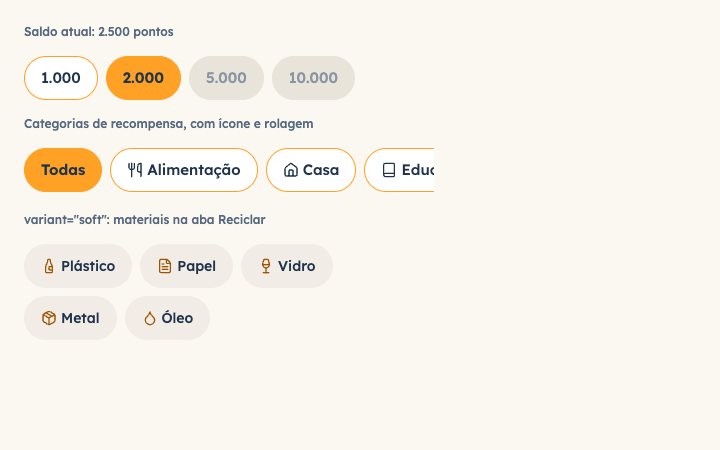 Saldo atual: 2.500 pontos
1.000 2.000 5.000 10.000
Categorias de recompensa, com ícone e rolagem
Todas Alimentação Casa Educ
variant="soft": materiais na aba Reciclar
Plástico Papel Vidro
Metal Óleo